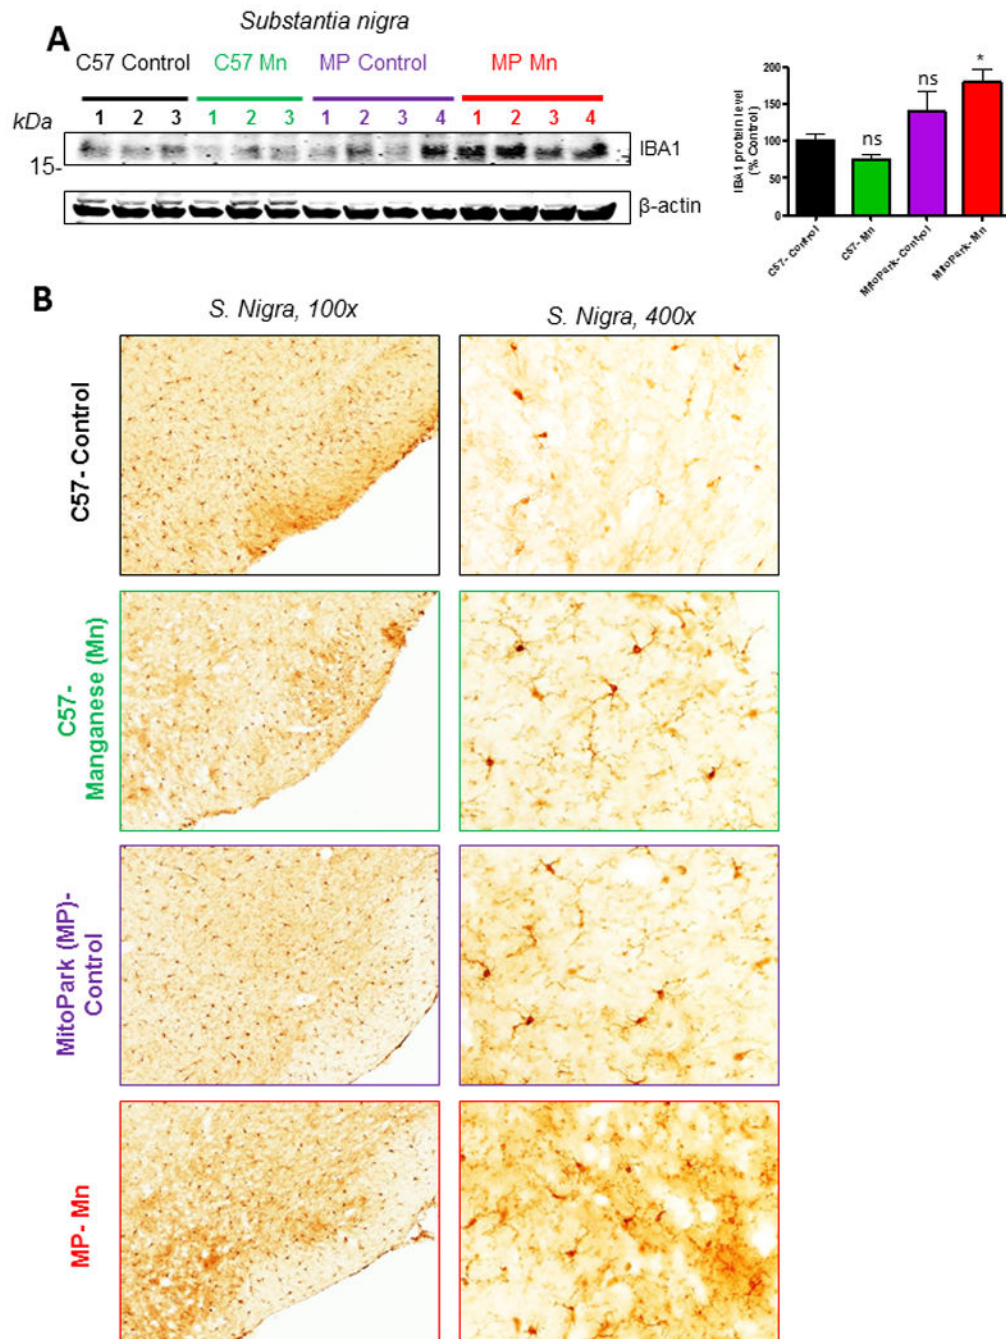 Substantia nigra
A
C57 Control C57 Mn MP Control MP Mn
kDa 1 2 3 1 2 3 1 2 3 4 1 2 3 4
IBA1
15-
β-actin
IBA1 protein level
(% Control)
200
150
100
50
0
ns
ns
*
C57- Control
C57- Mn
MitoPark- Control
MitoPark- Mn
B
S. Nigra, 100x S. Nigra, 400x
C57- Control
C57-
Manganese (Mn)
MitoPark (MP)-
Control
MP- Mn